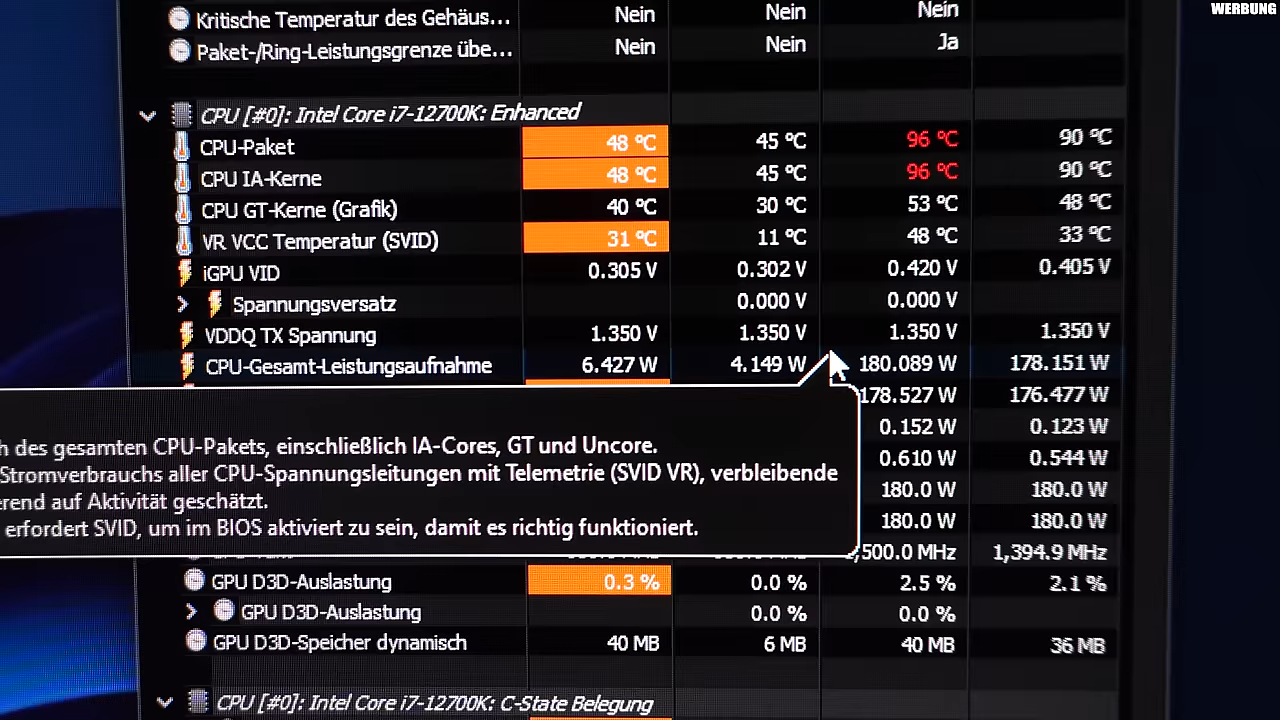 WERBUNG
Kritische Temperatur des Gehäus... Nein Nein Nein
Paket-/Ring-Leistungsgrenze übe... Nein Nein Ja
CPU [#0]: Intel Core i7-12700K: Enhanced
CPU-Paket 48 °C 45 °C 96 °C 90 °C
CPU IA-Kerne 48 °C 45 °C 96 °C 90 °C
CPU GT-Kerne (Grafik) 40 °C 30 °C 53 °C 48 °C
VR VCC Temperatur (SVID) 31 °C 11 °C 48 °C 33 °C
iGPU VID 0.305 V 0.302 V 0.420 V 0.405 V
Spannungsversatz 0.000 V 0.000 V
VDDQ TX Spannung 1.350 V 1.350 V 1.350 V 1.350 V
CPU-Gesamt-Leistungsaufnahme 6.427 W 4.149 W 180.089 W 178.151 W
178.527 W 176.477 W
0.152 W 0.123 W
0.610 W 0.544 W
180.0 W 180.0 W
180.0 W 180.0 W
,500.0 MHz 1,394.9 MHz
h des gesamten CPU-Pakets, einschließlich IA-Cores, GT und Uncore.
Stromverbrauchs aller CPU-Spannungsleitungen mit Telemetrie (SVID VR), verbleibende
erend auf Aktivität geschätzt.
erfordert SVID, um im BIOS aktiviert zu sein, damit es richtig funktioniert.
GPU D3D-Auslastung 0.3 % 0.0 % 2.5 % 2.1 %
GPU D3D-Auslastung 0.0 % 0.0 %
GPU D3D-Speicher dynamisch 40 MB 6 MB 40 MB 36 MB
CPU [#0]: Intel Core i7-12700K: C-State Belegung